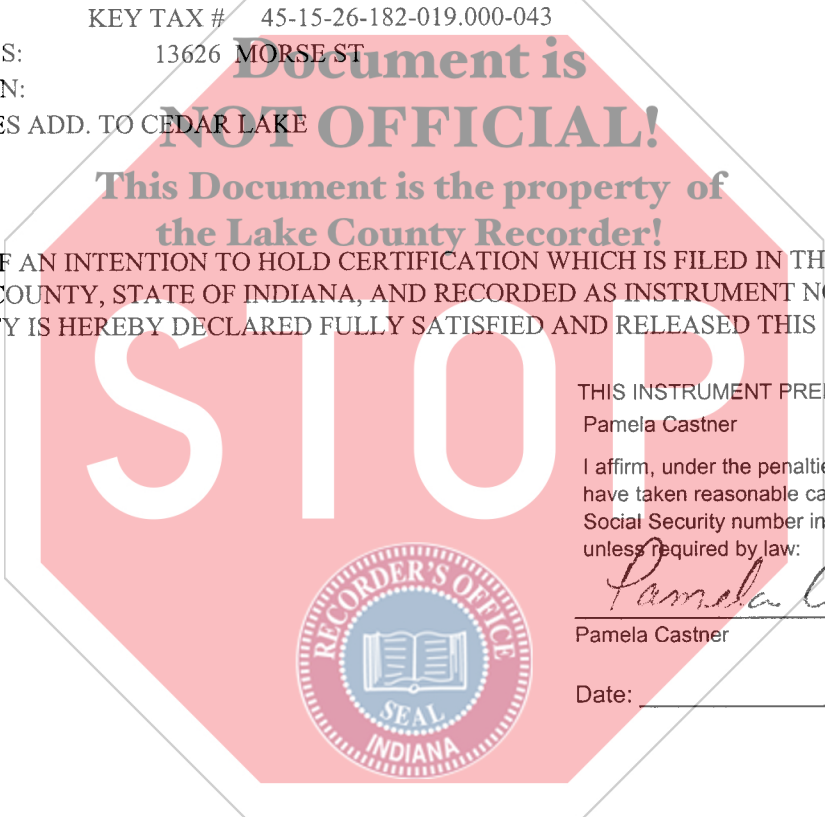 KEY TAX # 45-15-26-182-019.000-043
S: 13626 MORSE ST
N:
ES ADD. TO CEDAR LAKE
Document is
NOT OFFICIAL!
This Document is the property of
the Lake County Recorder!
F AN INTENTION TO HOLD CERTIFICATION WHICH IS FILED IN TH
COUNTY, STATE OF INDIANA, AND RECORDED AS INSTRUMENT NO
TY IS HEREBY DECLARED FULLY SATISFIED AND RELEASED THIS
STOP
THIS INSTRUMENT PREI
Pamela Castner
I affirm, under the penaltie
have taken reasonable ca
Social Security number in
unless required by law:
Pamela C
Pamela Castner
Date:
RECORDER'S OFFICE
SEAL
INDIANA